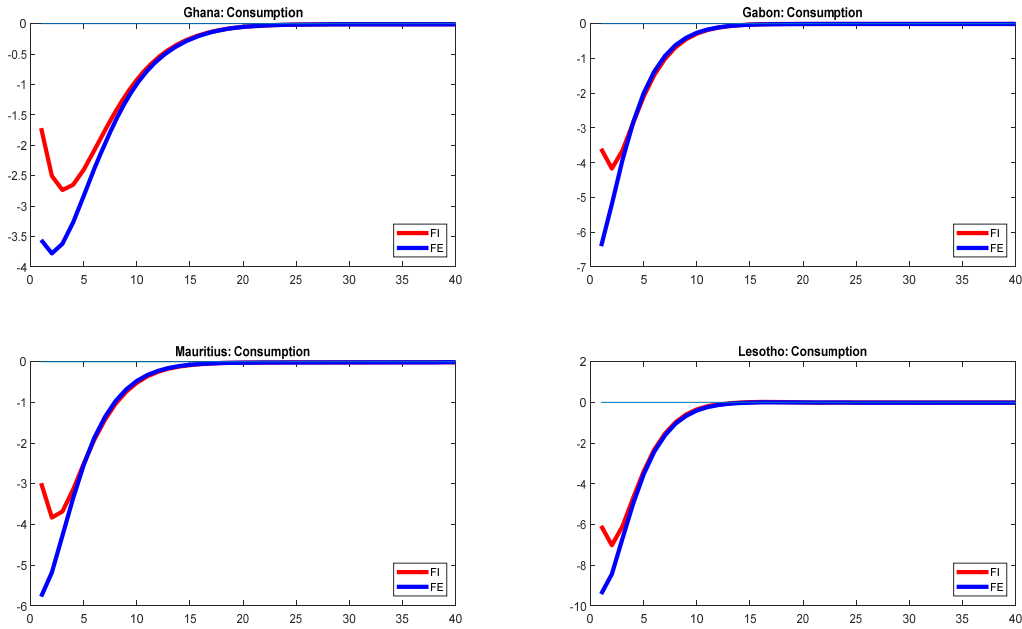 Ghana: Consumption
0
-0.5
-1
-1.5
-2
-2.5
-3
-3.5
-4
0 5 10 15 20 25 30 35 40
FI
FE
Gabon: Consumption
0
-1
-2
-3
-4
-5
-6
-7
0 5 10 15 20 25 30 35 40
FI
FE
Mauritius: Consumption
0
-1
-2
-3
-4
-5
-6
0 5 10 15 20 25 30 35 40
FI
FE
Lesotho: Consumption
2
0
-2
-4
-6
-8
-10
0 5 10 15 20 25 30 35 40
FI
FE